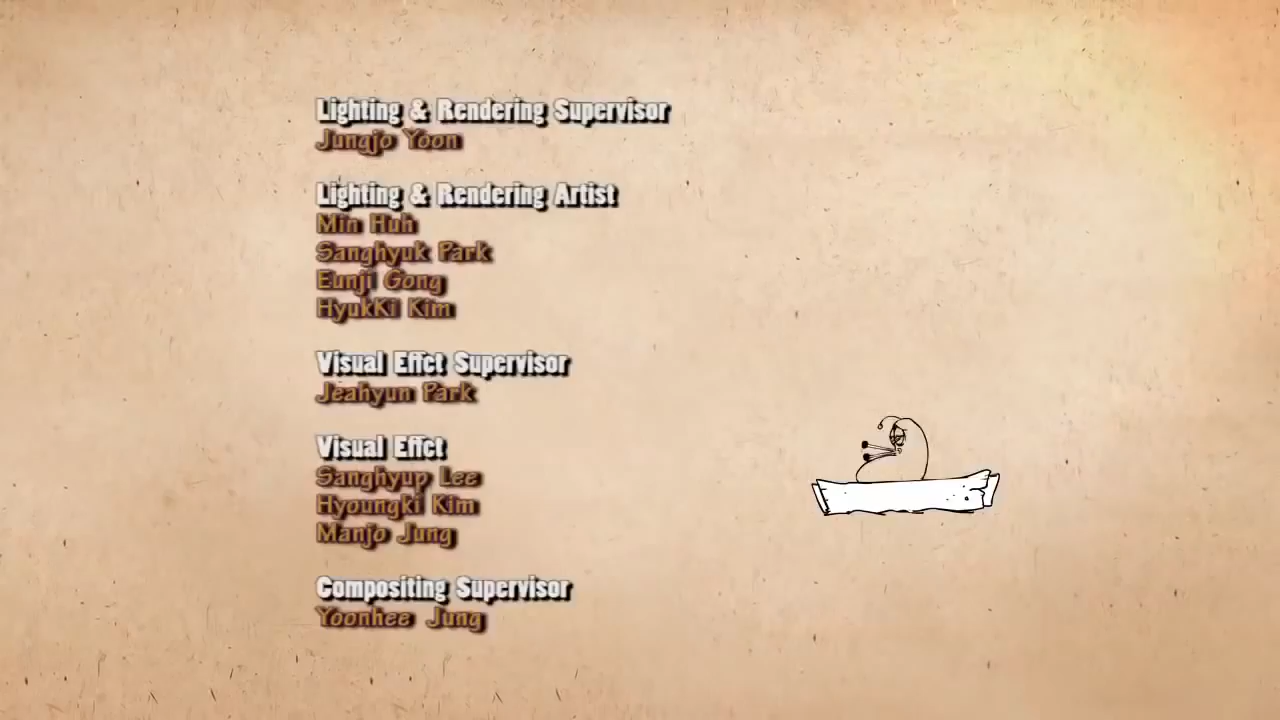 Lighting & Rendering Supervisor
Jungjo Yoon
Lighting & Rendering Artist
Min Huh
Sanghyuk Park
Eunji Gong
HyukKi Kim
Visual Effct Supervisor
Jeahyun Park
Visual Effct
Sanghyup Lee
Hyoungki Kim
Manjo Jung
Compositing Supervisor
Yoonhee Jung